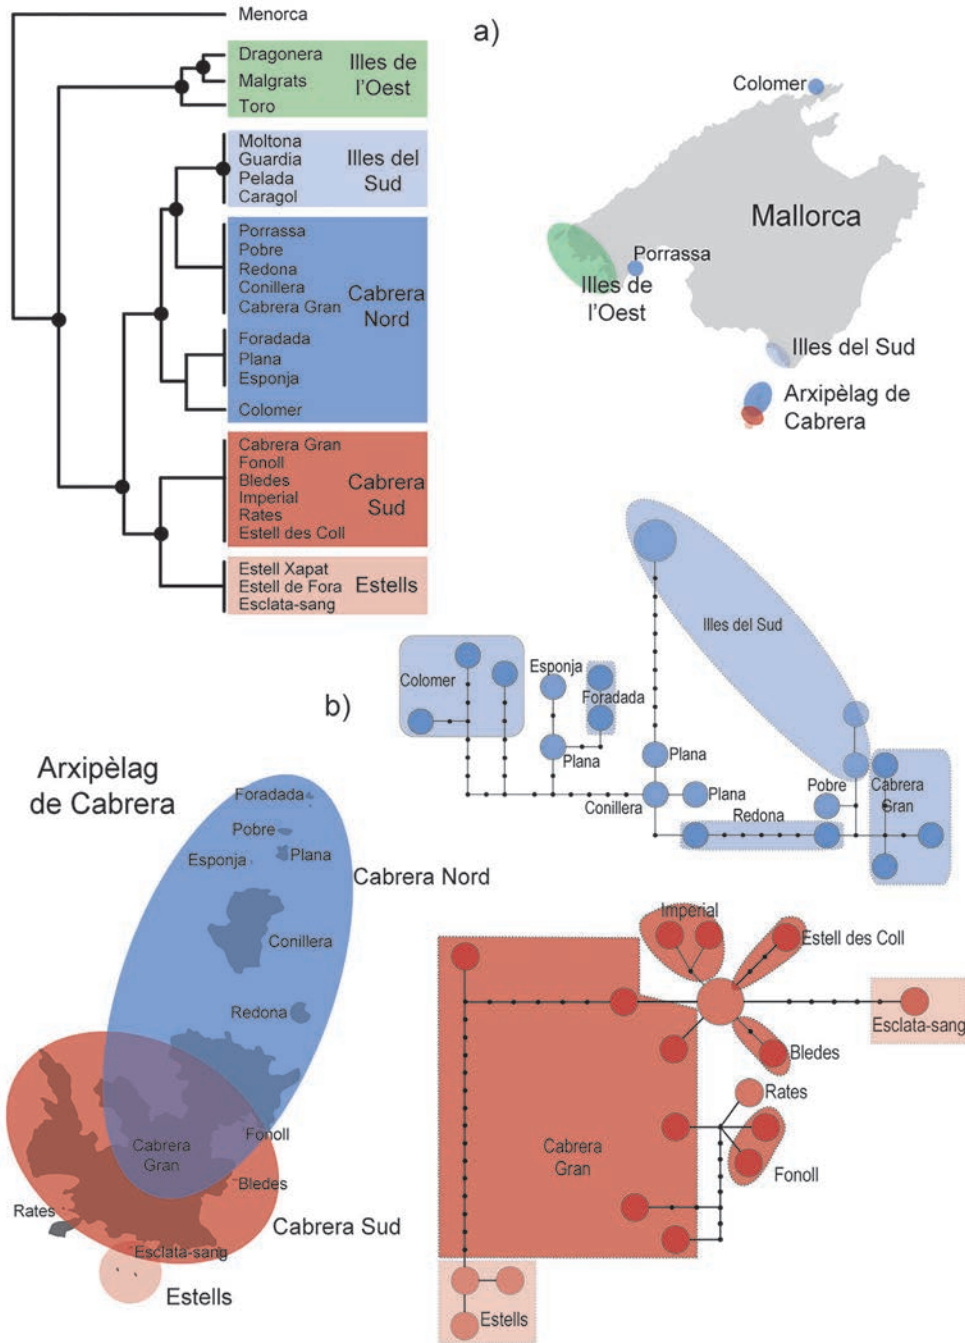 Menorca
Dragonera
Malgrats
Toro
Illes de
l'Oest
Moltona
Guardia
Pelada
Caragol
Illes del
Sud
Porrassa
Pobre
Redona
Conillera
Cabrera Gran
Foradada
Plana
Esponja
Colomer
Cabrera
Nord
Cabrera Gran
Fonoll
Bledes
Imperial
Rates
Estell des Coll
Cabrera
Sud
Estell Xapat
Estell de Fora
Esclata-sang
Estells
a)
Colomer
Mallorca
Porrassa
Illes de
l'Oest
Illes del Sud
Arxipèlag de
Cabrera
b)
Colomer
Esponja
Foradada
Plana
Illes del Sud
Plana
Conillera
Plana
Redona
Pobre
Cabrera
Gran
Imperial
Estell des Coll
Esclata-sang
Bledes
Rates
Fonoll
Cabrera
Gran
Estells
Arxipèlag
de Cabrera
Foradada
Pobre
Esponja
Plana
Cabrera Nord
Conillera
Redona
Fonoll
Cabrera
Gran
Bledes
Rates
Cabrera Sud
Esclata-sang
Estells